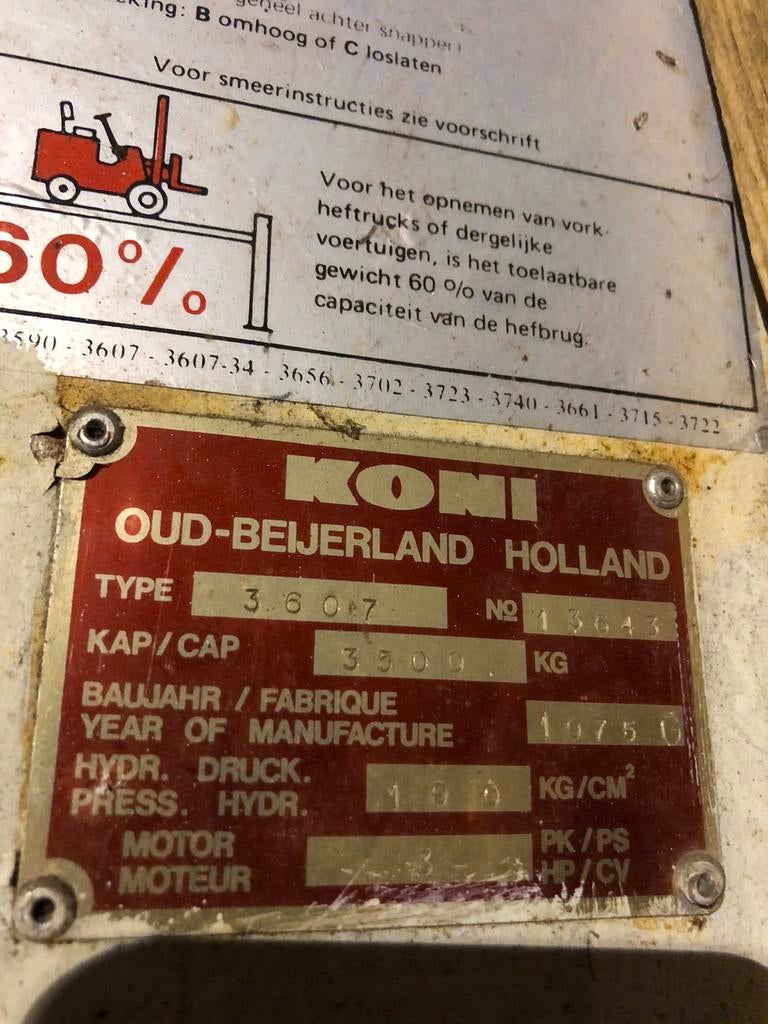 geheel achter snappen
king: B omhoog of C loslaten
Voor smeerinstructies zie voorschrift
Voor het opnemen van vork-
heftrucks of dergelijke
voertuigen, is het toelaatbare
gewicht 60 % van de
capaciteit van de hefbrug.
60%
3590 - 3607 - 3607-34 - 3656 - 3702 - 3723 - 3740 - 3661 - 3715 - 3722
KONI
OUD-BEIJERLAND HOLLAND
TYPE 3607 Nº 13643
KAP/CAP 3500 KG
BAUJAHR / FABRIQUE
YEAR OF MANUFACTURE
HYDR. DRUCK.
PRESS. HYDR. 190 KG/CM²
MOTOR PK/PS
MOTEUR 3 HP/CV